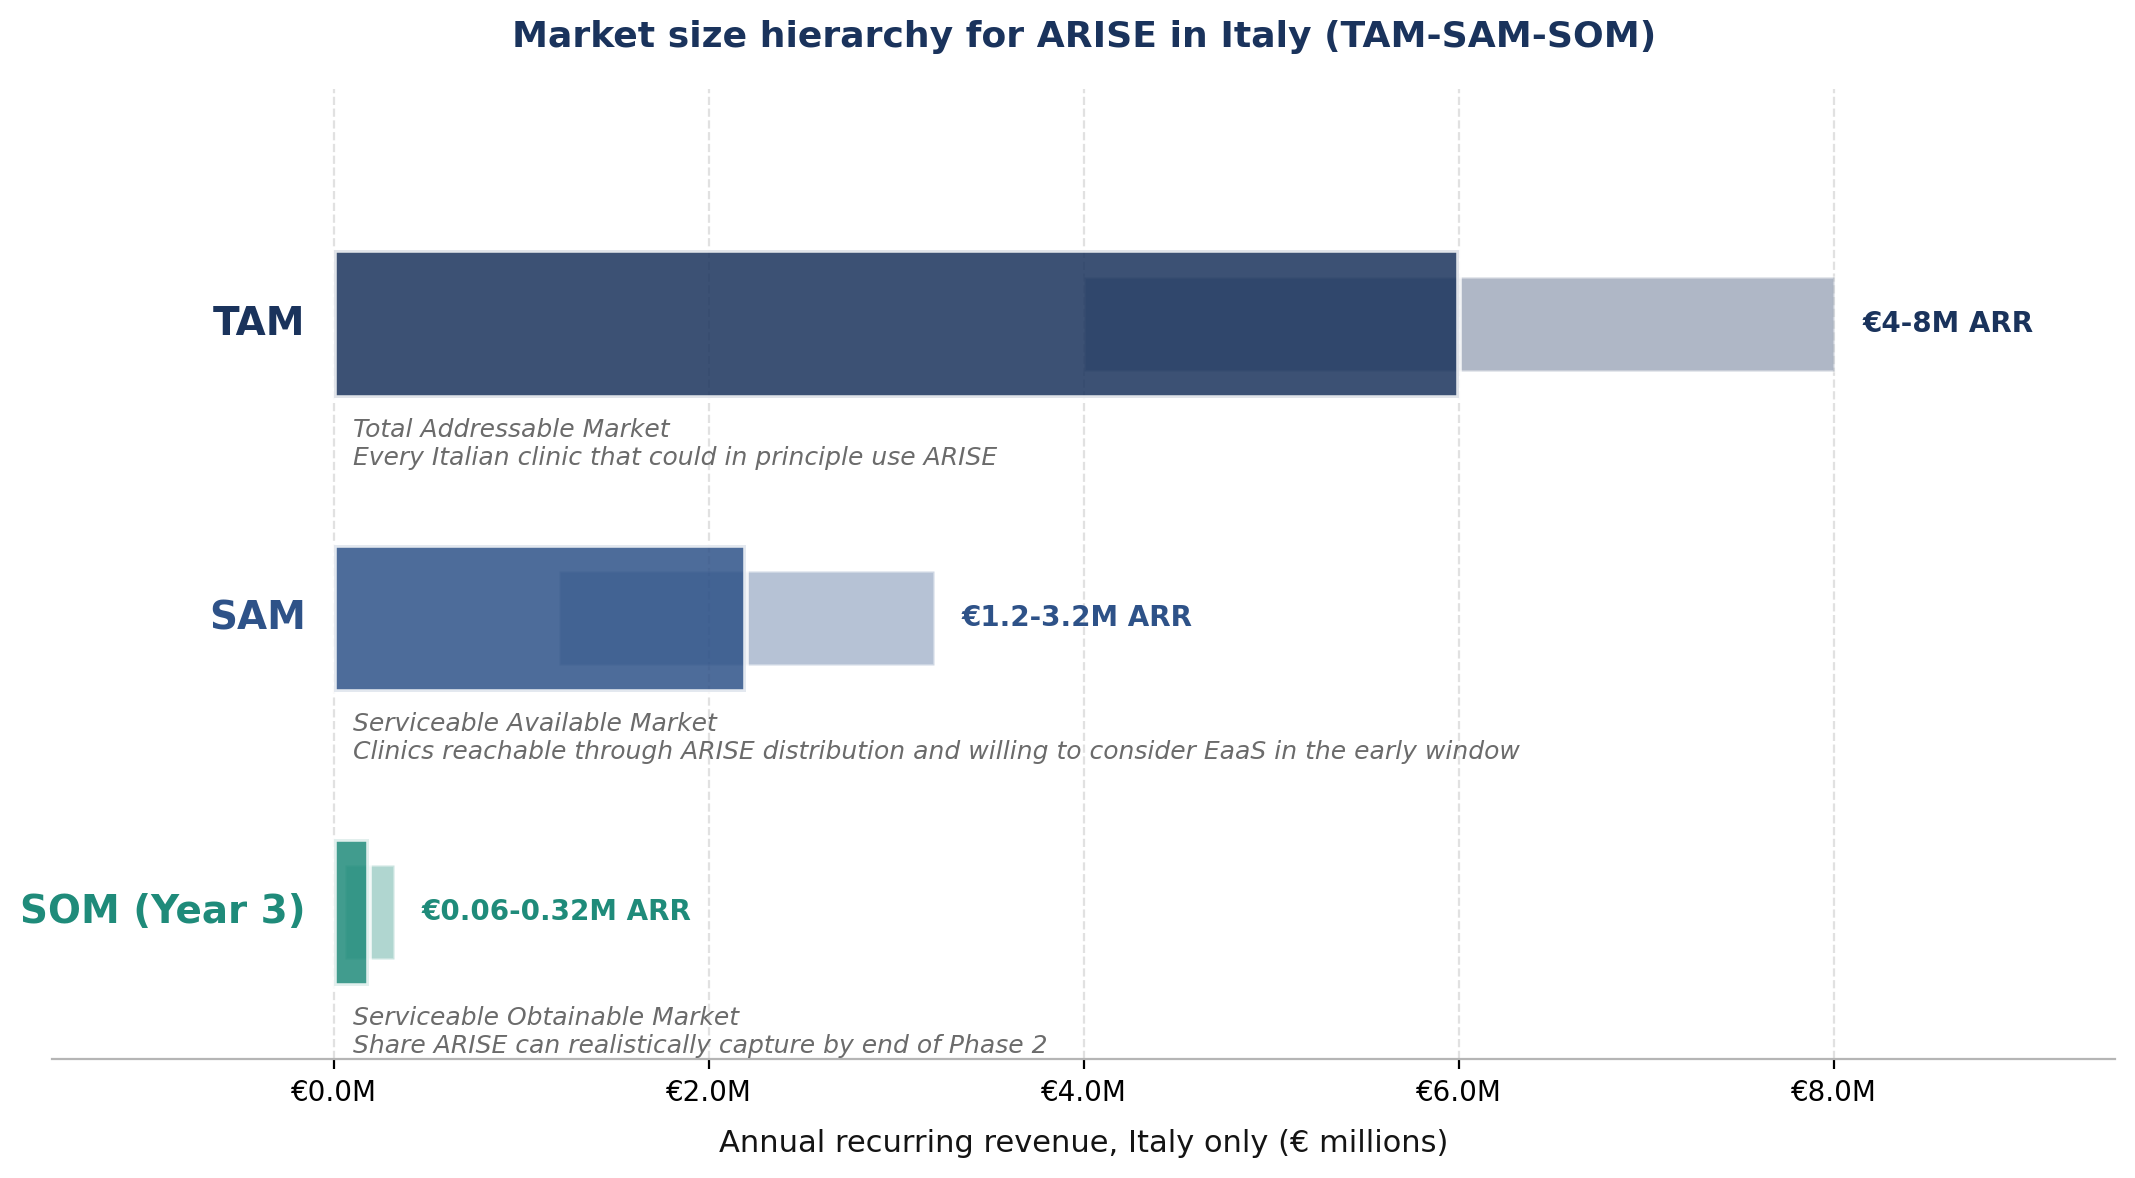 Market size hierarchy for ARISE in Italy (TAM-SAM-SOM)
TAM
€4-8M ARR
Total Addressable Market
Every Italian clinic that could in principle use ARISE
SAM
€1.2-3.2M ARR
Serviceable Available Market
Clinics reachable through ARISE distribution and willing to consider EaaS in the early window
SOM (Year 3)
€0.06-0.32M ARR
Serviceable Obtainable Market
Share ARISE can realistically capture by end of Phase 2
€0.0M €2.0M €4.0M €6.0M €8.0M
Annual recurring revenue, Italy only (€ millions)